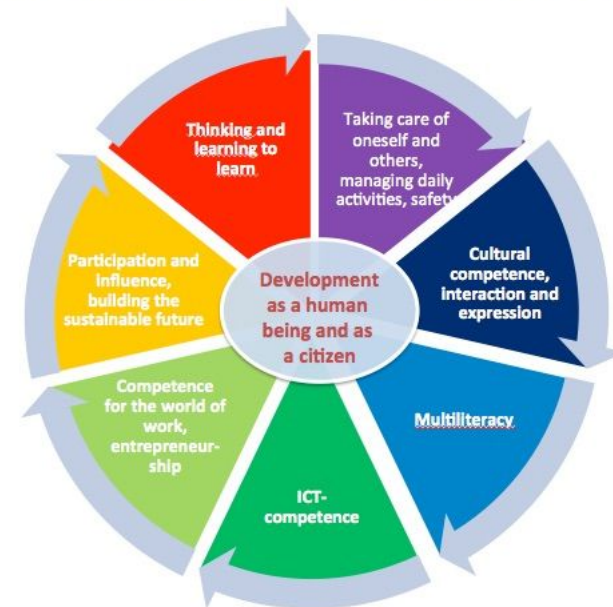 Thinking and
learning to
learn
Taking care of
oneself and
others,
managing daily
activities, safety
Cultural
competence,
interaction and
expression
Multiliteracy
ICT-
competence
Competence
for the world of
work,
entrepreneur-
ship
Participation and
influence,
building the
sustainable future
Development
as a human
being and as
a citizen